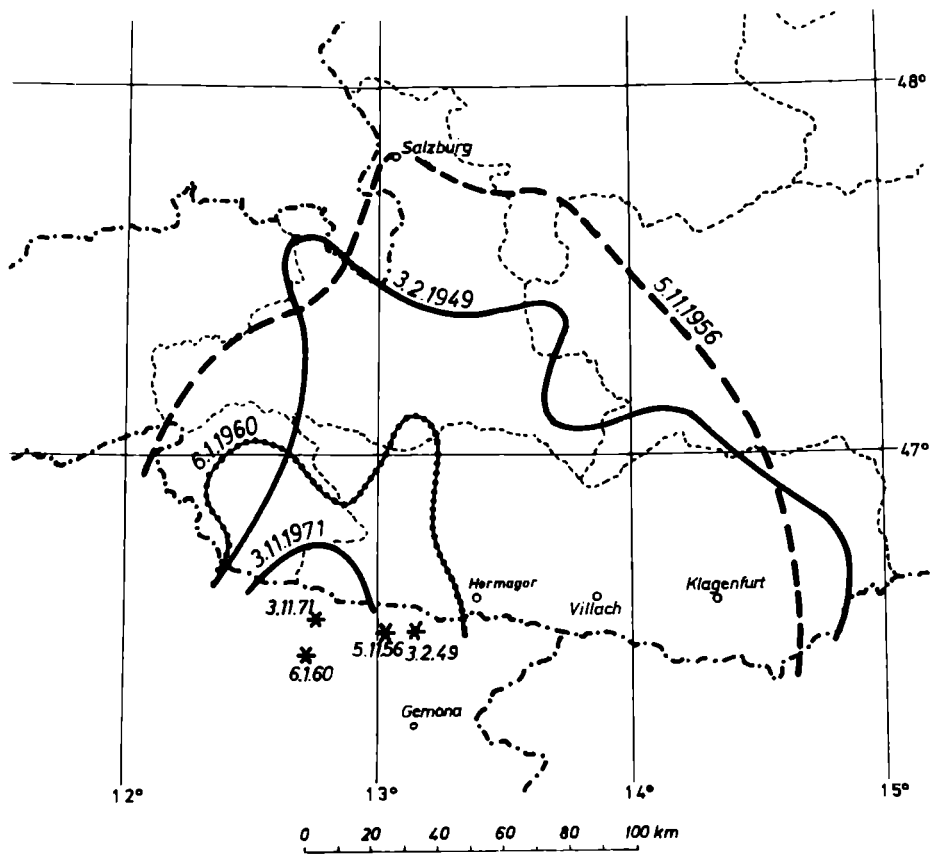 48°
Salzburg
3.2.1949
5.11.1956
47°
6.1.1960
3.11.1971
Hermagor
Klagenfurt
Villach
3.11.71
5.11.56
3.2.49
6.1.60
Gemona
12°
13°
14°
15°
0 20 40 60 80 100 km